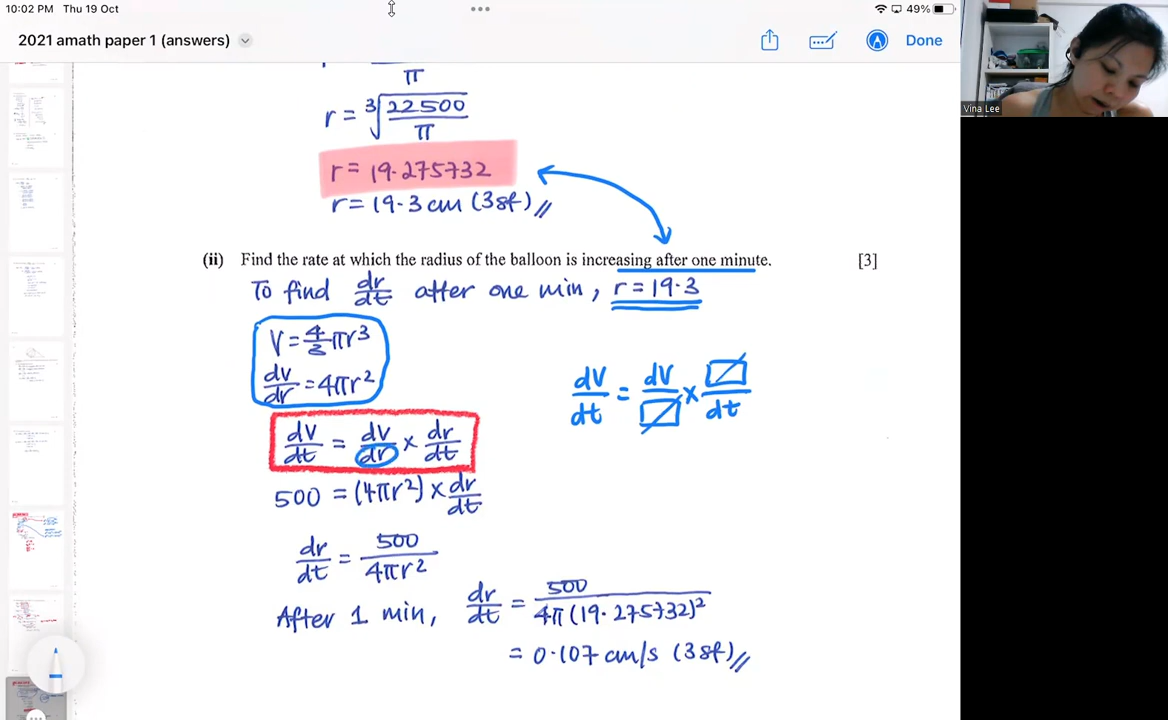 10:02 PM Thu 19 Oct
49%
2021 amath paper 1 (answers)
Done
Vina Lee
π
r = ∛(22500/π)
r = 19.275732
r = 19.3 cm (3sf)//
(ii) Find the rate at which the radius of the balloon is increasing after one minute. [3]
To find dr/dt after one min, r = 19.3
V = 4/3 πr³
dv/dr = 4πr²
dV/dt = dV/□ × □/dt
dv/dt = dv/dr × dr/dt
500 = (4πr²) × dr/dt
dr/dt = 500/4πr²
After 1 min, dr/dt = 500/4π(19.275732)²
= 0.107 cm/s (3sf)//